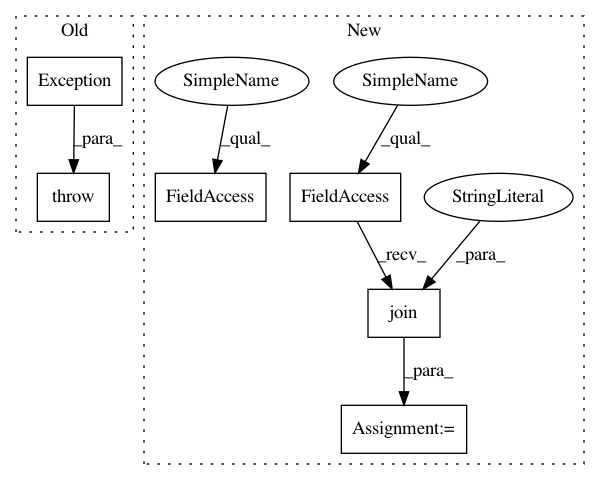 Old
New
Exception
SimpleName
SimpleName
_para_
_qual_
_qual_
throw
FieldAccess
FieldAccess
StringLiteral
_recv_
_para_
join
_para_
Assignment:=